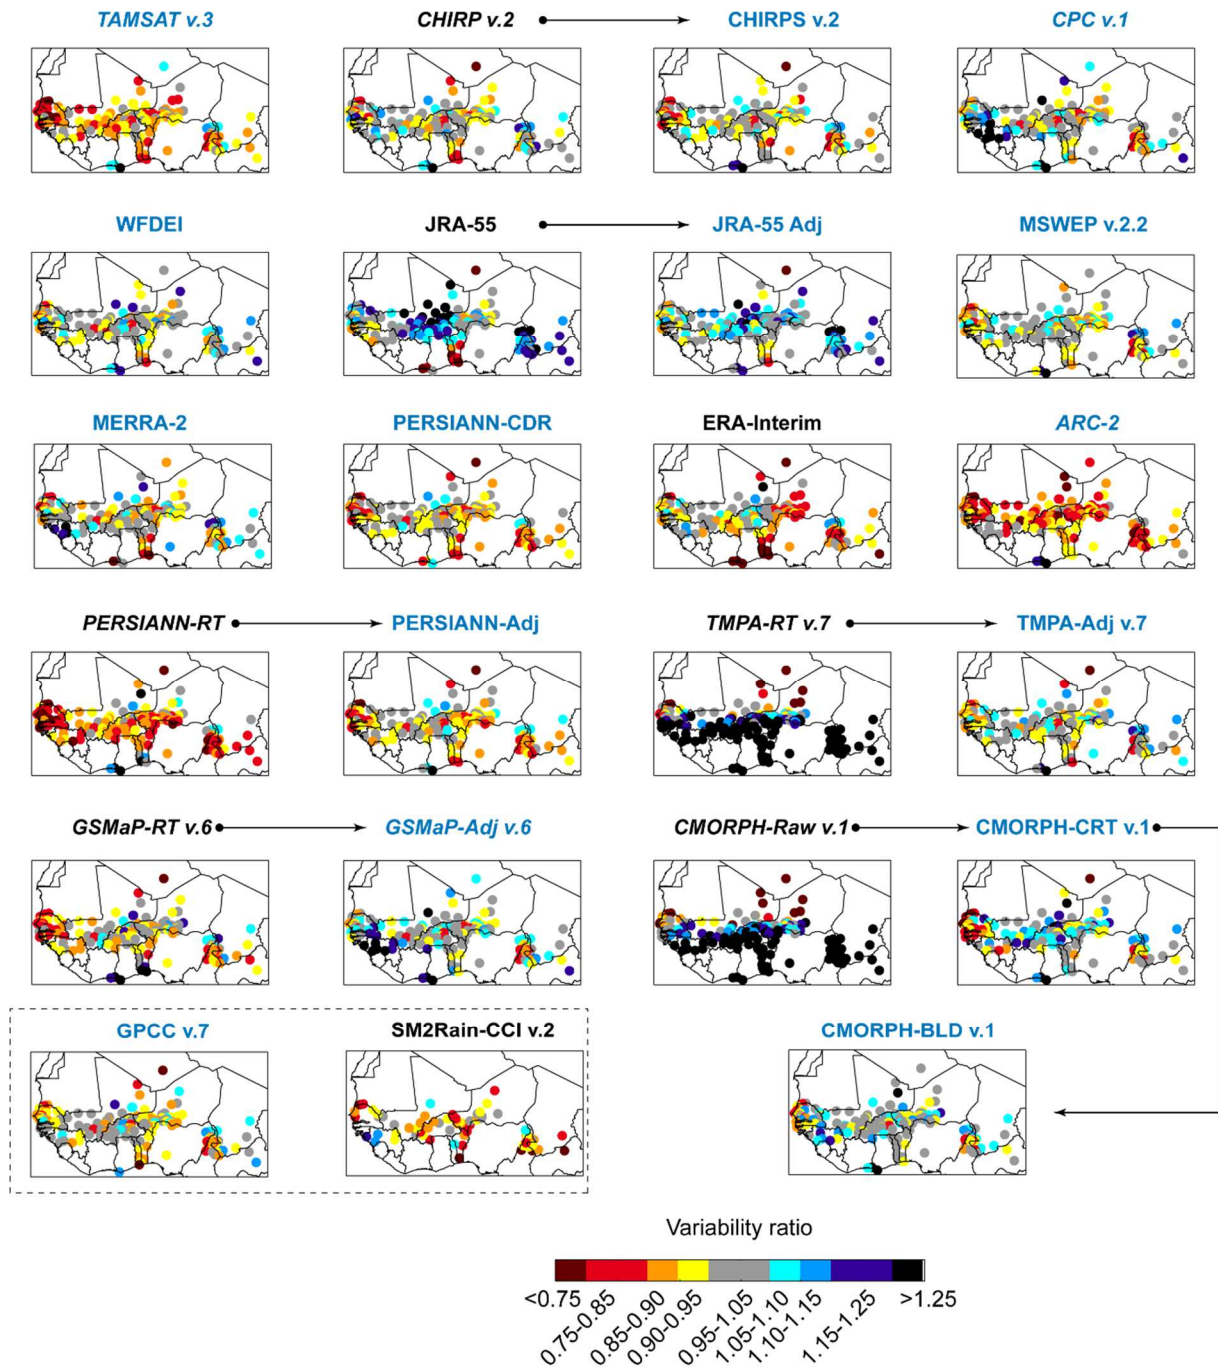 TAMSAT v.3
CHIRP v.2
CHIRPS v.2
CPC v.1
WFDEI
JRA-55
JRA-55 Adj
MSWEP v.2.2
MERRA-2
PERSIANN-CDR
ERA-Interim
ARC-2
PERSIANN-RT
PERSIANN-Adj
TMPA-RT v.7
TMPA-Adj v.7
GSMaP-RT v.6
GSMaP-Adj v.6
CMORPH-Raw v.1
CMORPH-CRT v.1
GPCC v.7
SM2Rain-CCI v.2
CMORPH-BLD v.1
Variability ratio
<0.75
0.75-0.85
0.85-0.90
0.90-0.95
0.95-1.05
1.05-1.10
1.10-1.15
1.15-1.25
>1.25